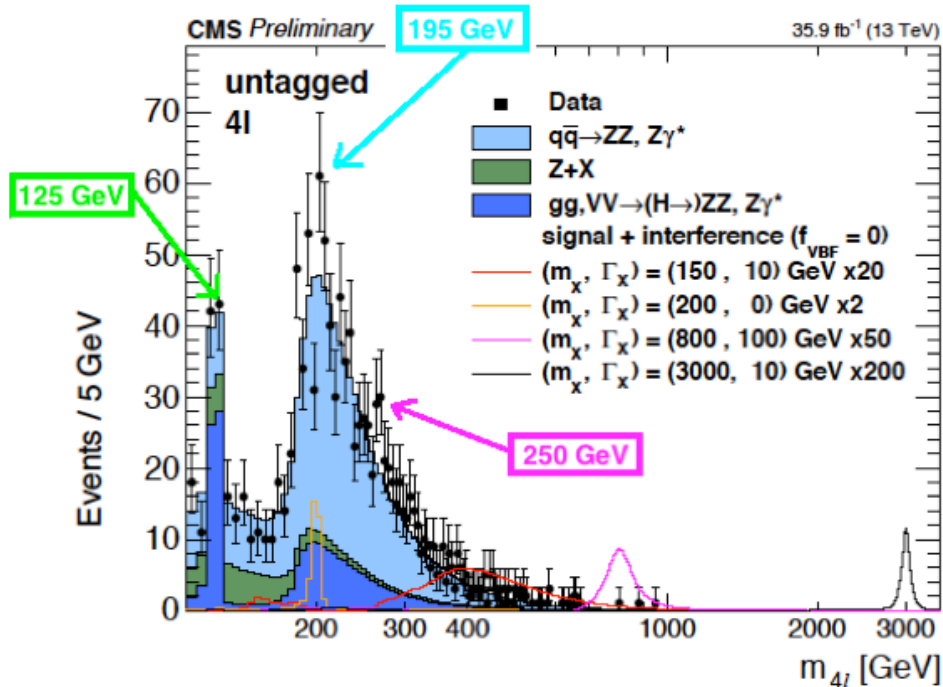 CMS Preliminary
195 GeV
35.9 fb⁻¹ (13 TeV)
untagged
4l
125 GeV
250 GeV
Data
qq̅→ZZ, Zγ*
Z+X
gg,VV→(H→)ZZ, Zγ*
signal + interference (f_VBF = 0)
(m_X, Γ_X) = (150 , 10) GeV x20
(m_X, Γ_X) = (200 , 0) GeV x2
(m_X, Γ_X) = (800 , 100) GeV x50
(m_X, Γ_X) = (3000, 10) GeV x200
Events / 5 GeV
70
60
50
40
30
20
10
0
200 300 400 1000 2000 3000
m_4l [GeV]